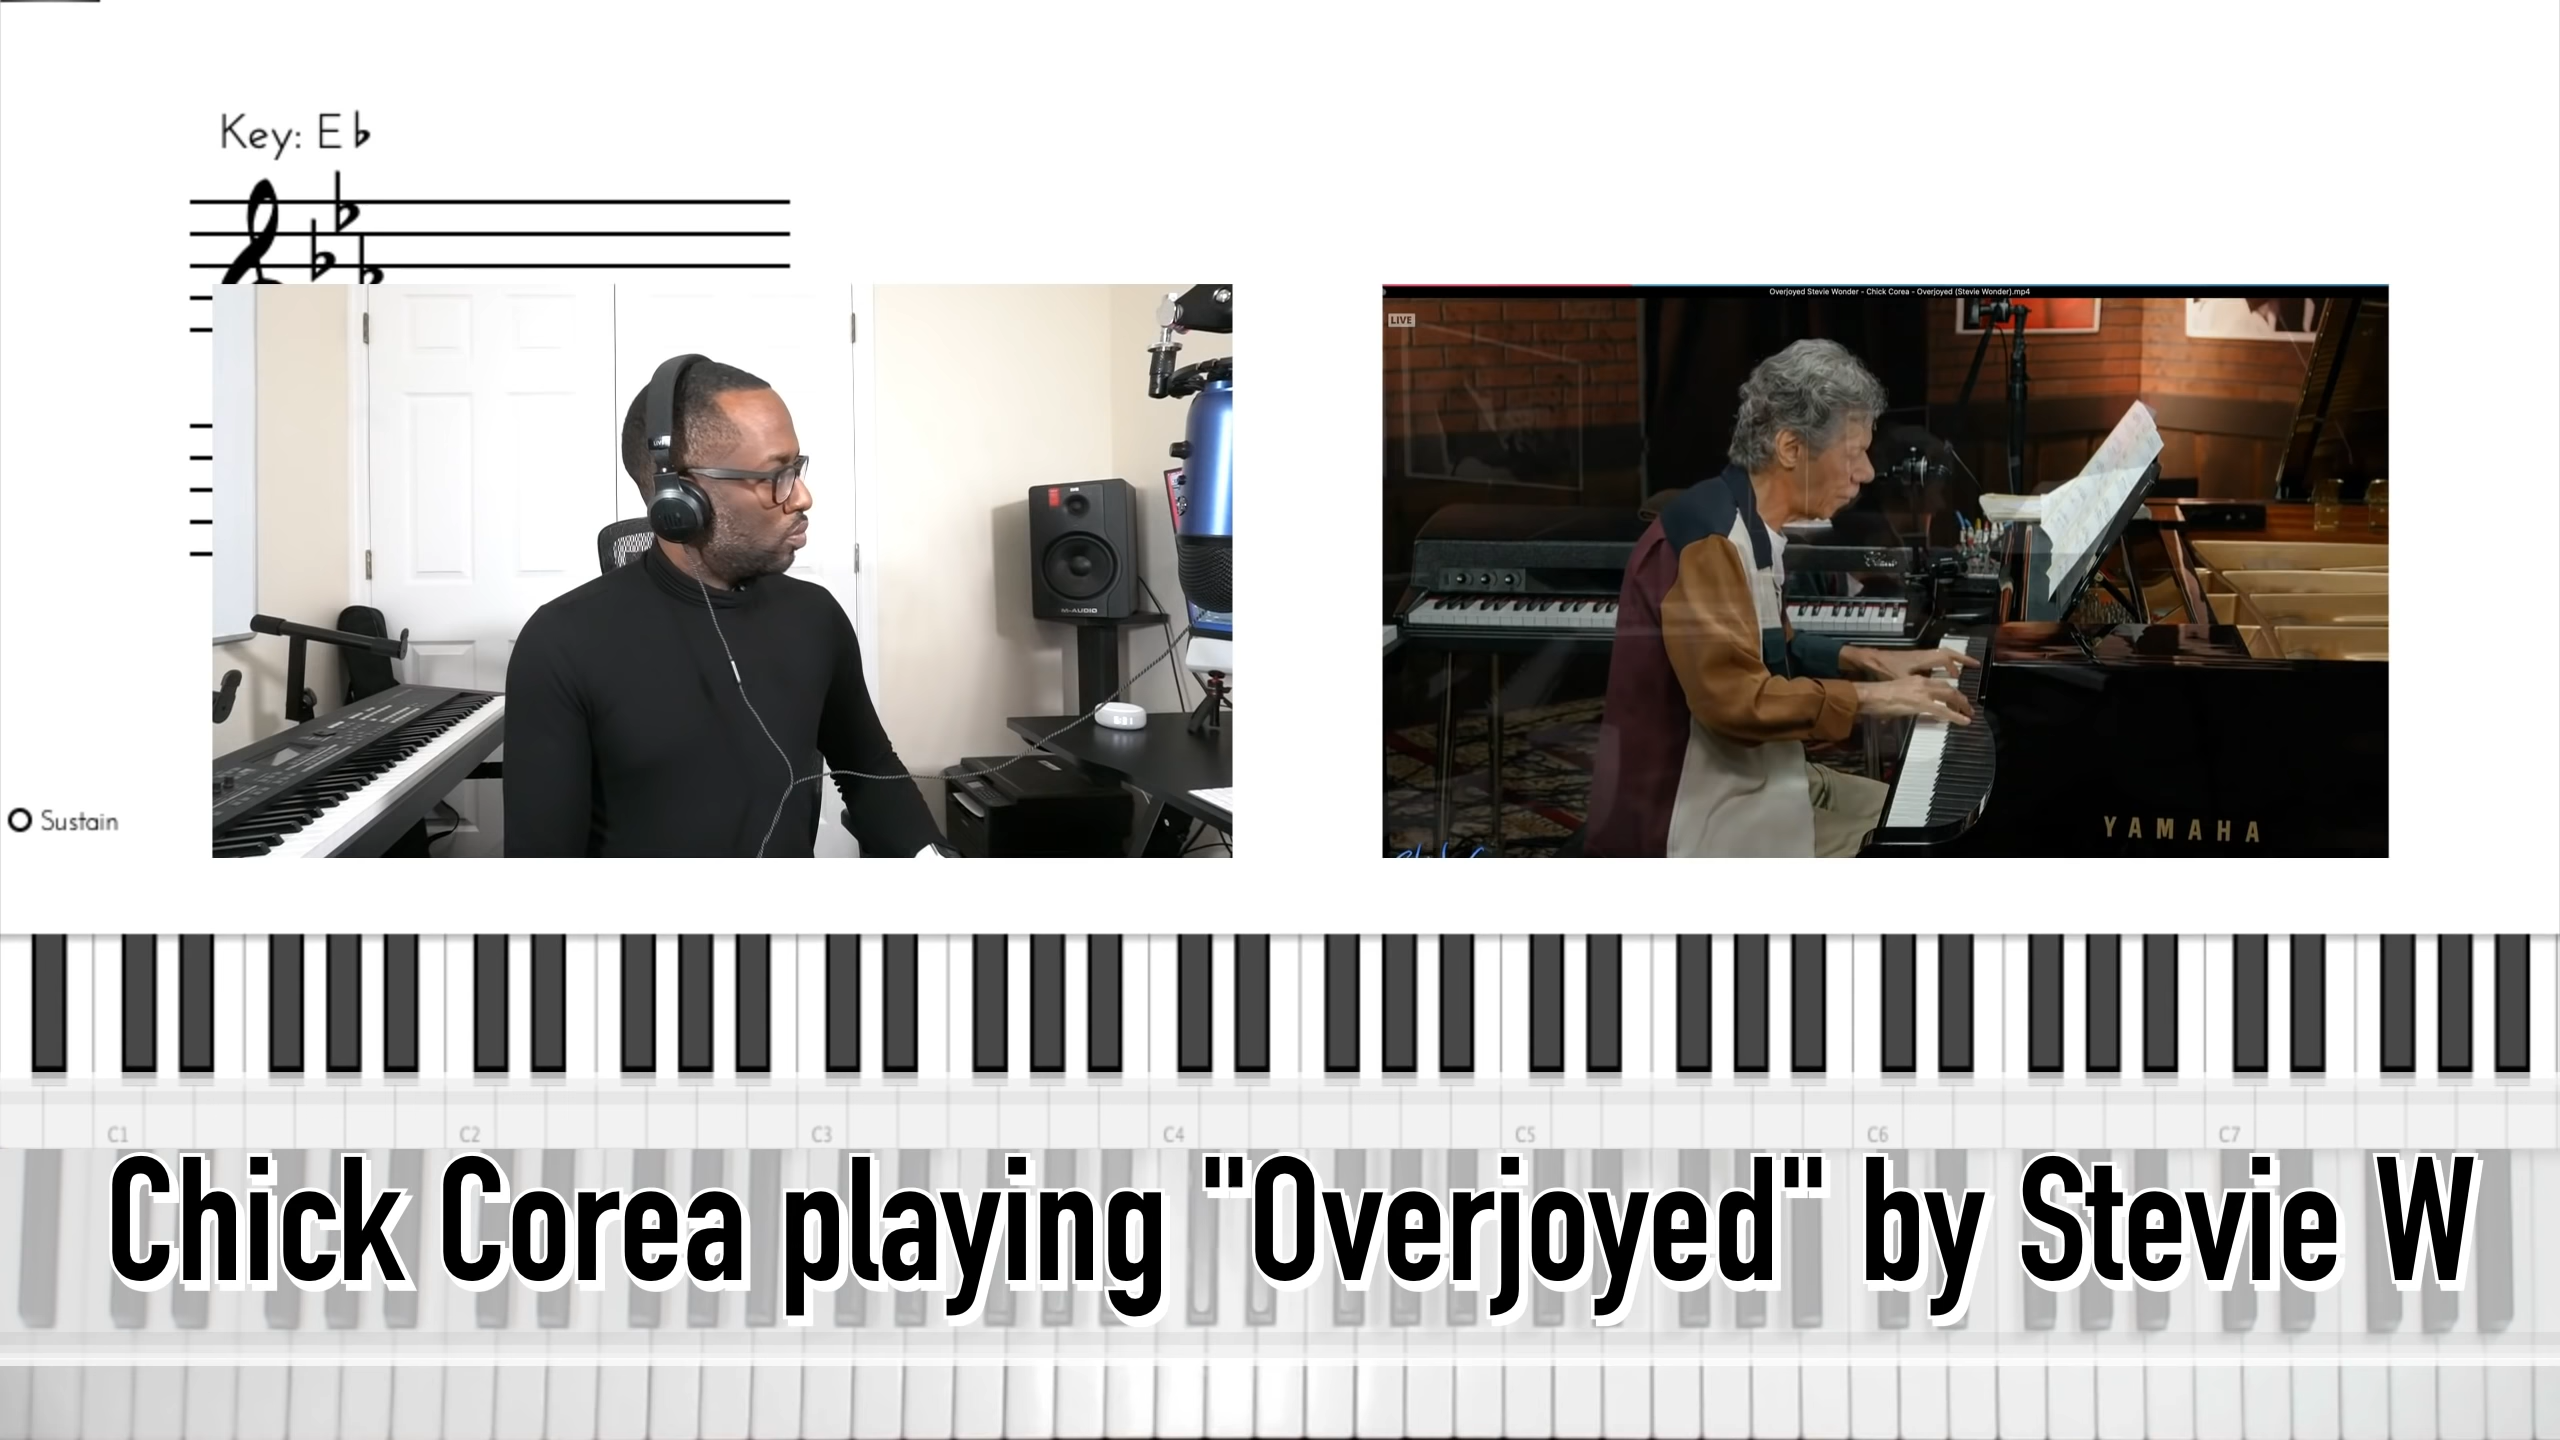 Key: E♭
Overjoyed Stevie Wonder - Chick Corea - Overjoyed (Stevie Wonder).mp4
LIVE
M-AUDIO
YAMAHA
Sustain
C1 C2 C3 C4 C5 C6 C7
Chick Corea playing "Overjoyed" by Stevie W